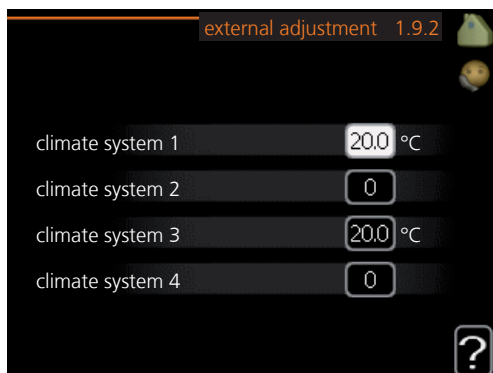 external adjustment 1.9.2
climate system 1 20.0 °C
climate system 2 0
climate system 3 20.0 °C
climate system 4 0
?